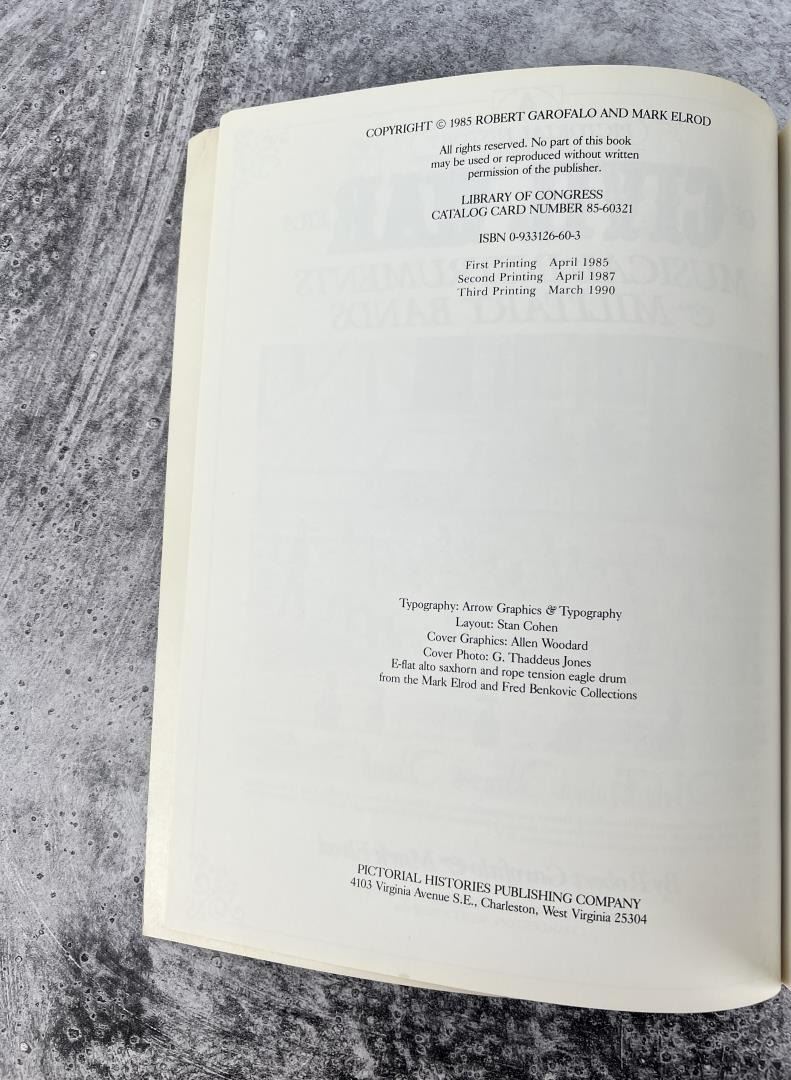 COPYRIGHT © 1985 ROBERT GAROFALO AND MARK ELROD
All rights reserved. No part of this book
may be used or reproduced without written
permission of the publisher.
LIBRARY OF CONGRESS
CATALOG CARD NUMBER 85-60321
ISBN 0-933126-60-3
First Printing April 1985
Second Printing April 1987
Third Printing March 1990
Typography: Arrow Graphics & Typography
Layout: Stan Cohen
Cover Graphics: Allen Woodard
Cover Photo: G. Thaddeus Jones
E-flat alto saxhorn and rope tension eagle drum
from the Mark Elrod and Fred Benkovic Collections
PICTORIAL HISTORIES PUBLISHING COMPANY
4103 Virginia Avenue S.E., Charleston, West Virginia 25304